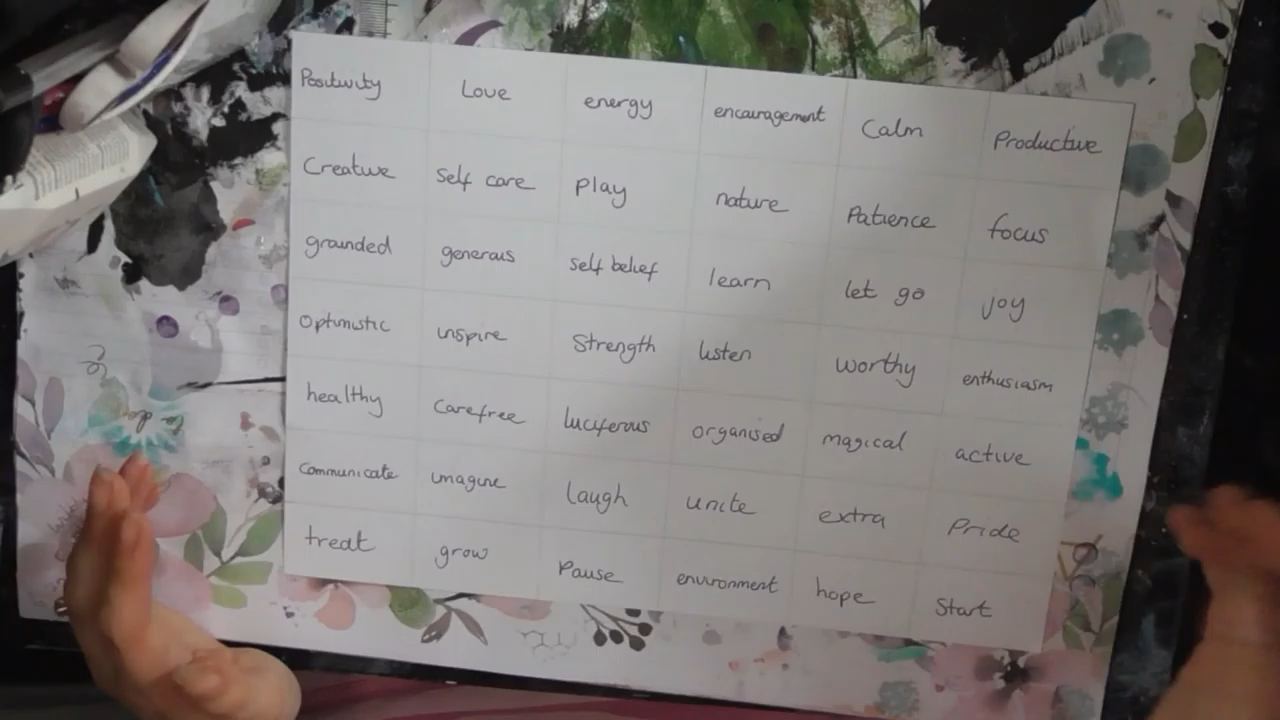 Positivity Love energy encouragement Calm Productive
Creative self care Play nature Patience focus
grounded generous self belief learn let go joy
Optimistic inspire Strength listen worthy enthusiasm
healthy Carefree luciferous organised magical active
Communicate imagine Laugh unite extra Pride
treat grow Pause environment hope Start